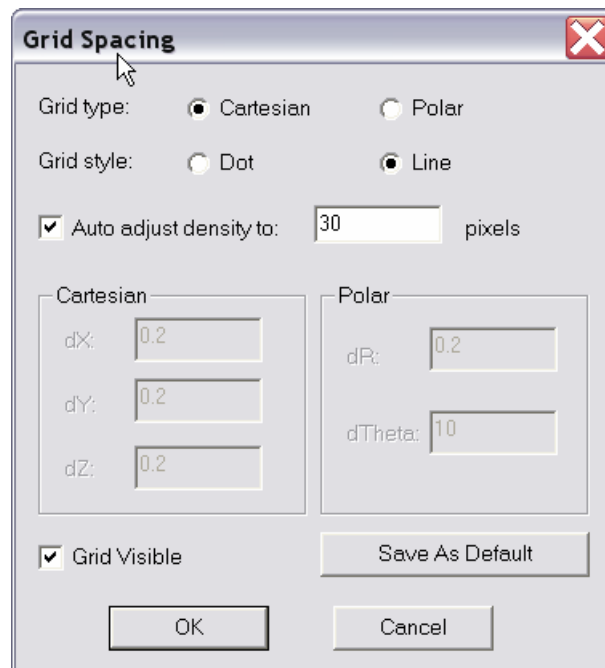 Grid Spacing
Grid type: Cartesian Polar
Grid style: Dot Line
Auto adjust density to: 30 pixels
Cartesian Polar
dX: 0.2 dR: 0.2
dY: 0.2 dTheta: 10
dZ: 0.2
Grid Visible Save As Default
OK Cancel